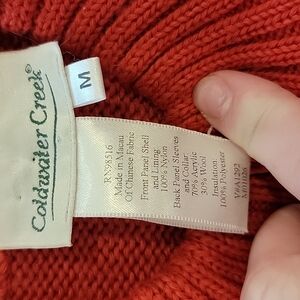 Coldwater Creek®
M
RN78516
Made in Macau
Of Chinese Fabric
Front Panel Shell
and Lining
100% Nylon
Back Panel Sleeves
and Collar
70% Acrylic
30% Wool
Insulation
100% Polyester